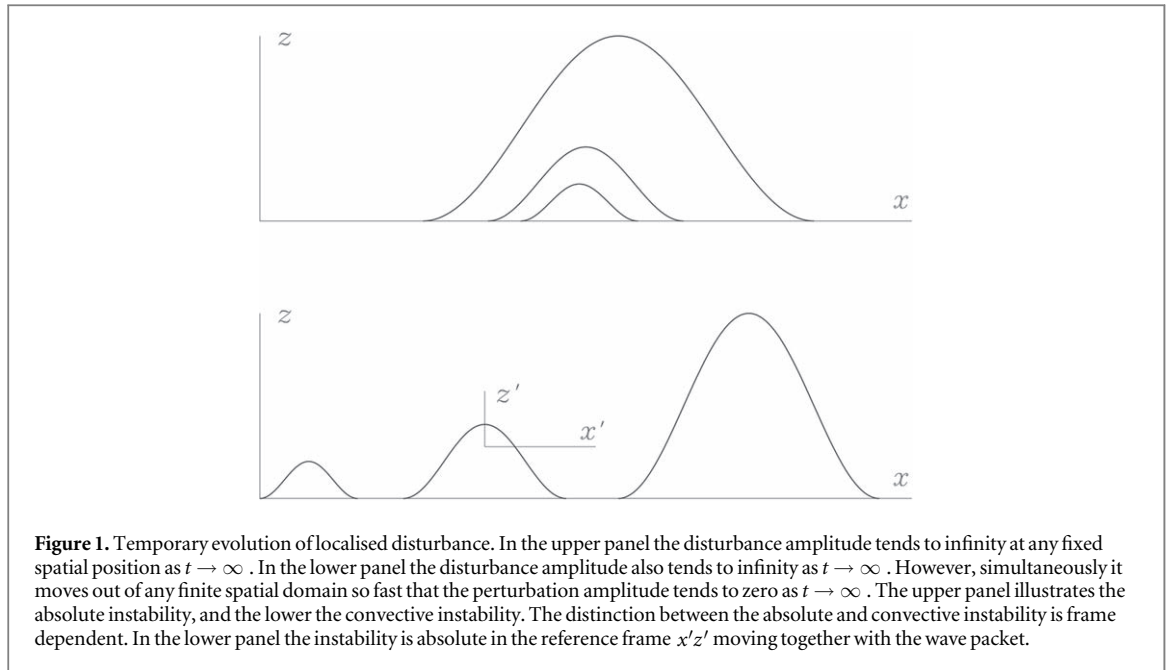 z
x
z
z′
x′
x
Figure 1. Temporary evolution of localised disturbance. In the upper panel the disturbance amplitude tends to infinity at any fixed
spatial position as t → ∞ . In the lower panel the disturbance amplitude also tends to infinity as t → ∞ . However, simultaneously it
moves out of any finite spatial domain so fast that the perturbation amplitude tends to zero as t → ∞ . The upper panel illustrates the
absolute instability, and the lower the convective instability. The distinction between the absolute and convective instability is frame
dependent. In the lower panel the instability is absolute in the reference frame x′z′ moving together with the wave packet.